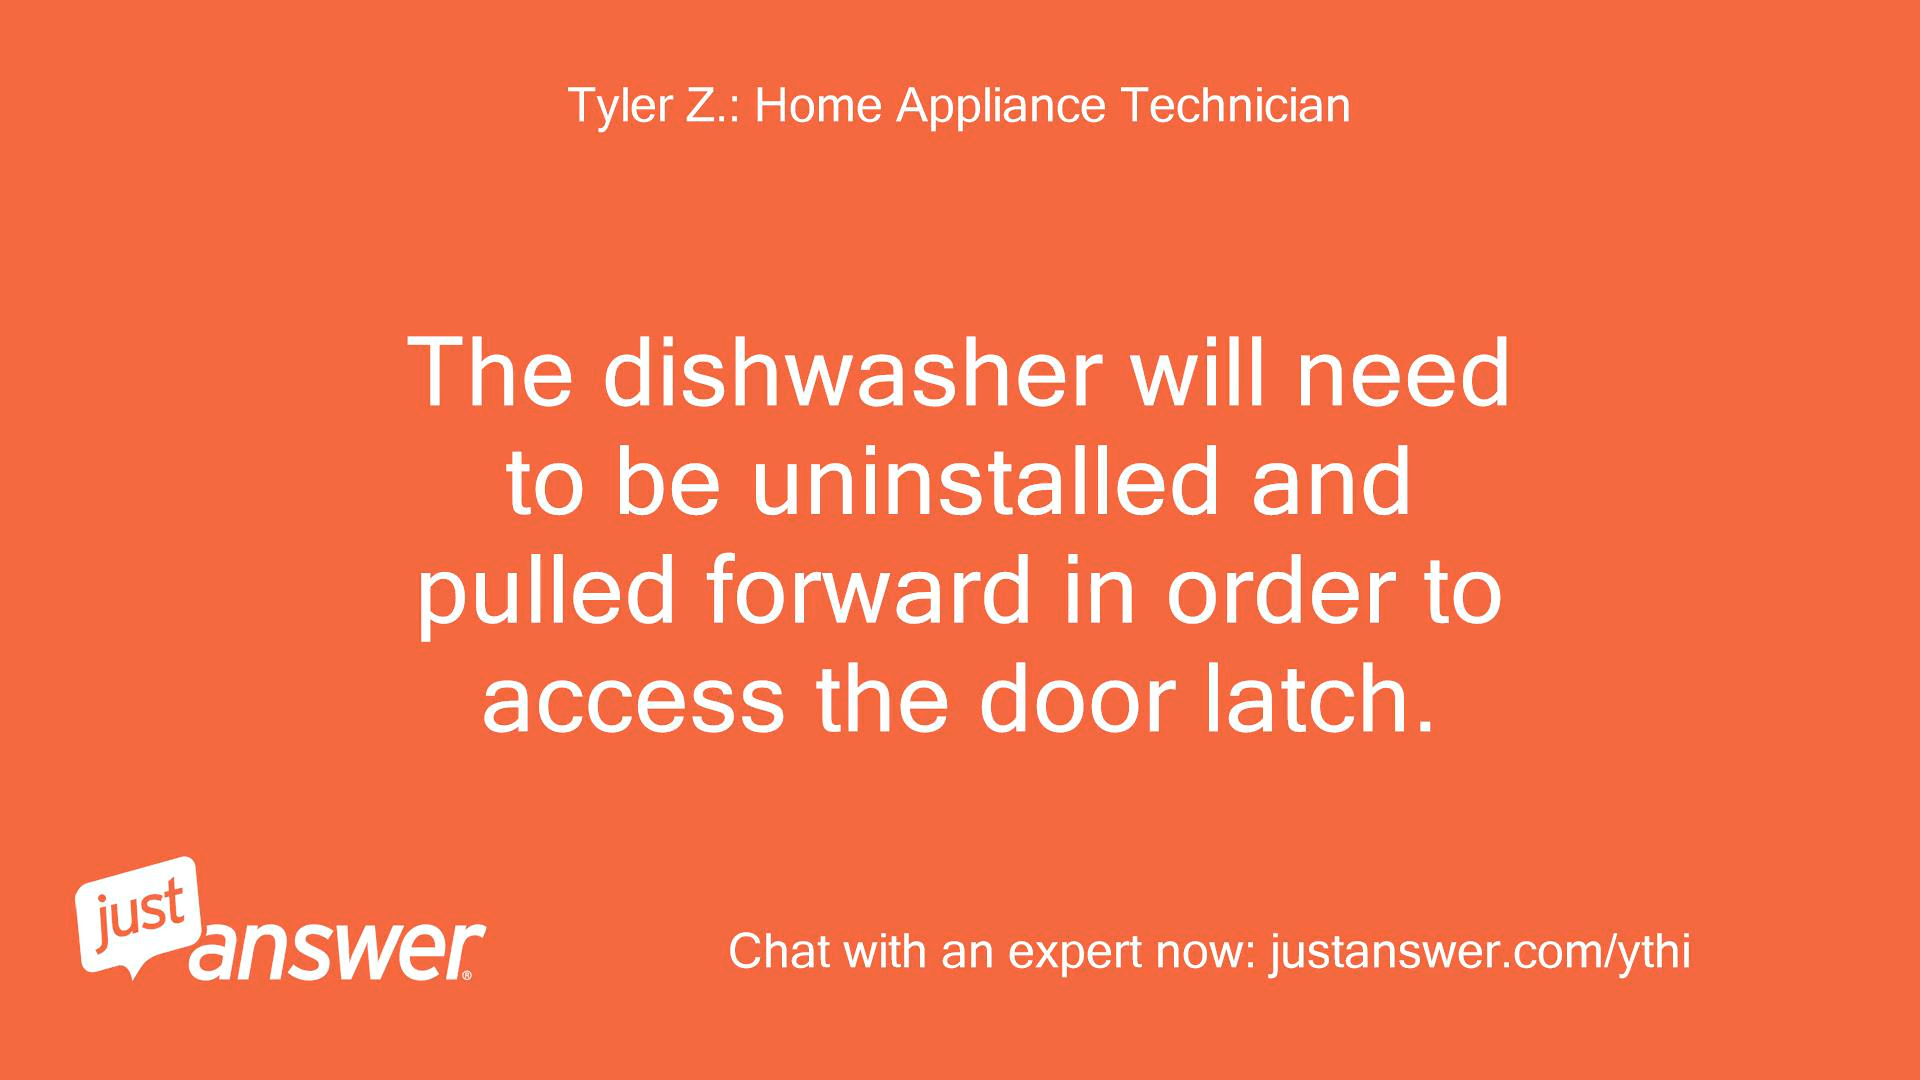 Tyler Z.: Home Appliance Technician
The dishwasher will need
to be uninstalled and
pulled forward in order to
access the door latch.
just
answer®
Chat with an expert now: justanswer.com/ythi